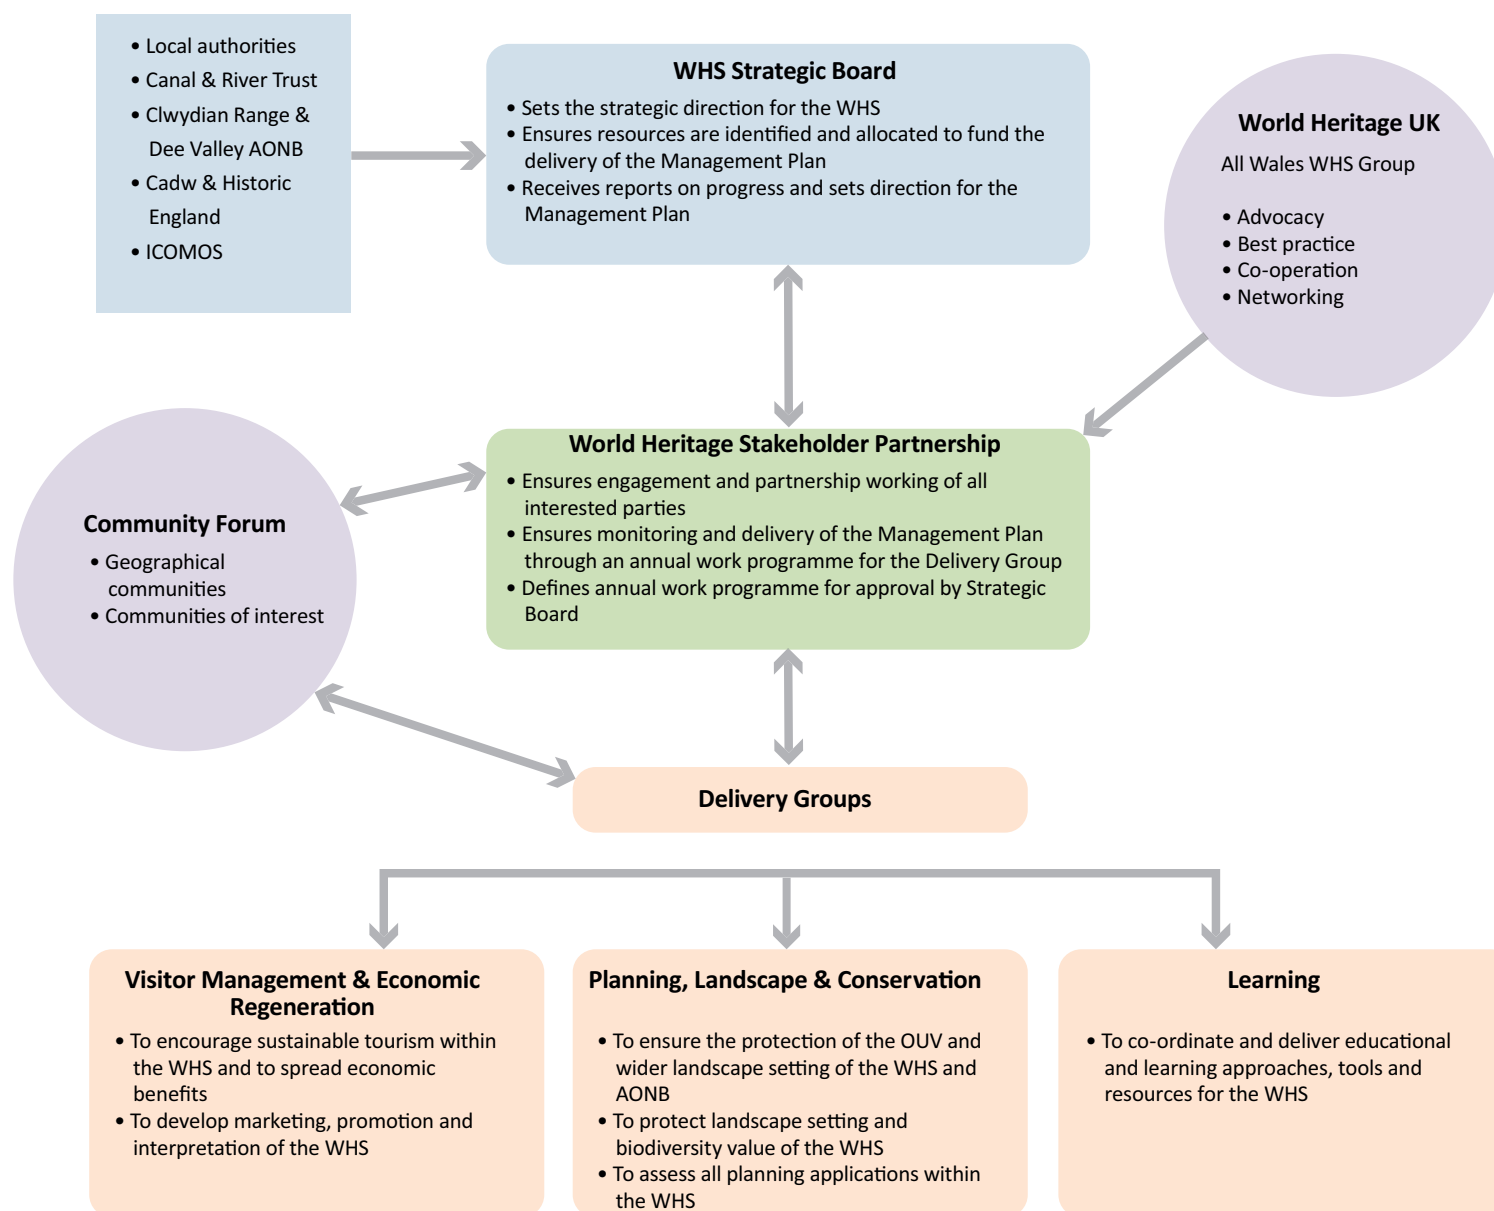 • Local authorities
• Canal & River Trust
• Clwydian Range &
Dee Valley AONB
• Cadw & Historic
England
• ICOMOS
WHS Strategic Board
• Sets the strategic direction for the WHS
• Ensures resources are identified and allocated to fund the
delivery of the Management Plan
• Receives reports on progress and sets direction for the
Management Plan
World Heritage UK
All Wales WHS Group
• Advocacy
• Best practice
• Co-operation
• Networking
Community Forum
• Geographical
communities
• Communities of interest
World Heritage Stakeholder Partnership
• Ensures engagement and partnership working of all
interested parties
• Ensures monitoring and delivery of the Management Plan
through an annual work programme for the Delivery Group
• Defines annual work programme for approval by Strategic
Board
Delivery Groups
Visitor Management & Economic
Regeneration
• To encourage sustainable tourism within
the WHS and to spread economic
benefits
• To develop marketing, promotion and
interpretation of the WHS
Planning, Landscape & Conservation
• To ensure the protection of the OUV and
wider landscape setting of the WHS and
AONB
• To protect landscape setting and
biodiversity value of the WHS
• To assess all planning applications within
the WHS
Learning
• To co-ordinate and deliver educational
and learning approaches, tools and
resources for the WHS